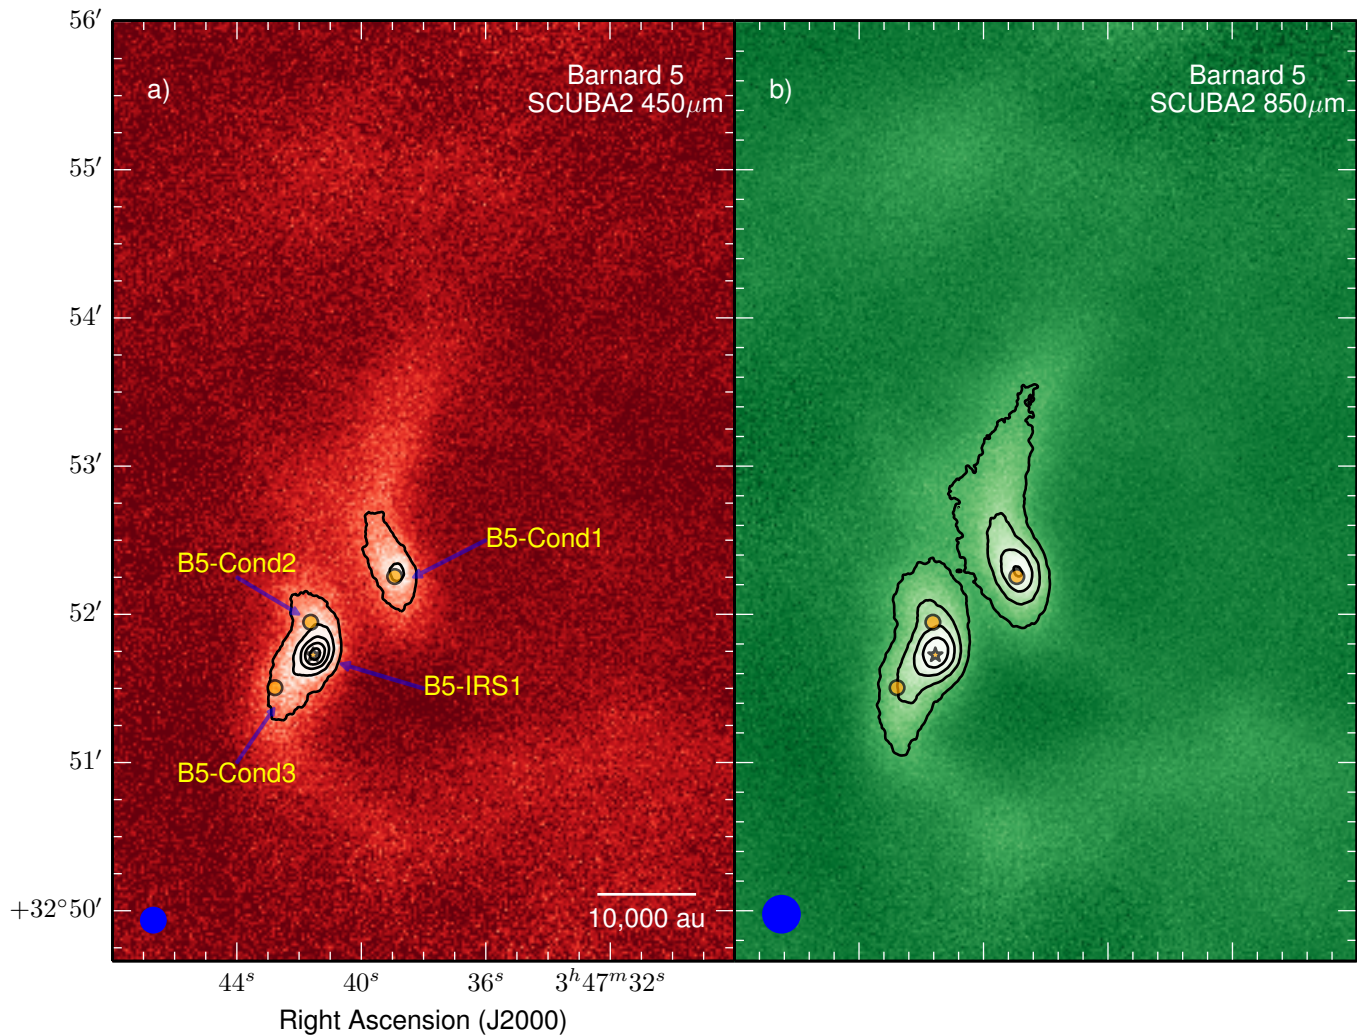 56′
a)
Barnard 5
SCUBA2 450μm
b)
Barnard 5
SCUBA2 850μm
55′
54′
53′
B5-Cond1
B5-Cond2
52′
B5-IRS1
51′
B5-Cond3
+32°50′
10,000 au
44ˢ
40ˢ
36ˢ
3ʰ47ᵐ32ˢ
Right Ascension (J2000)